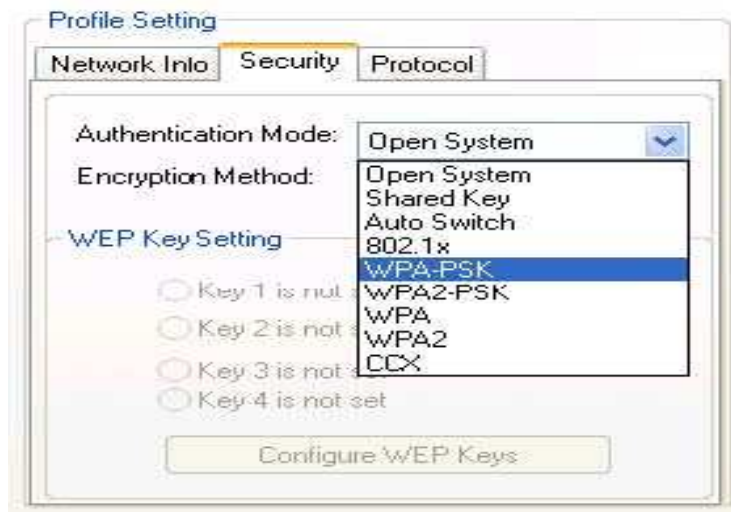 Profile Setting
Network Info Security Protocol
Authentication Mode: Open System
Encryption Method:
Open System
Shared Key
Auto Switch
802.1x
WPA-PSK
WPA2-PSK
WPA
WPA2
CCX
WEP Key Setting
Key 1 is not
Key 2 is not
Key 3 is not set
Key 4 is not set
Configure WEP Keys